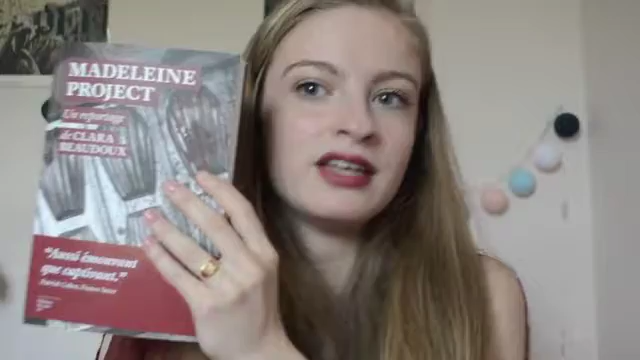 MADELEINE
PROJECT
Un reportage
de CLARA
BEAUDOUX
"Aussi émouvant
que captivant."